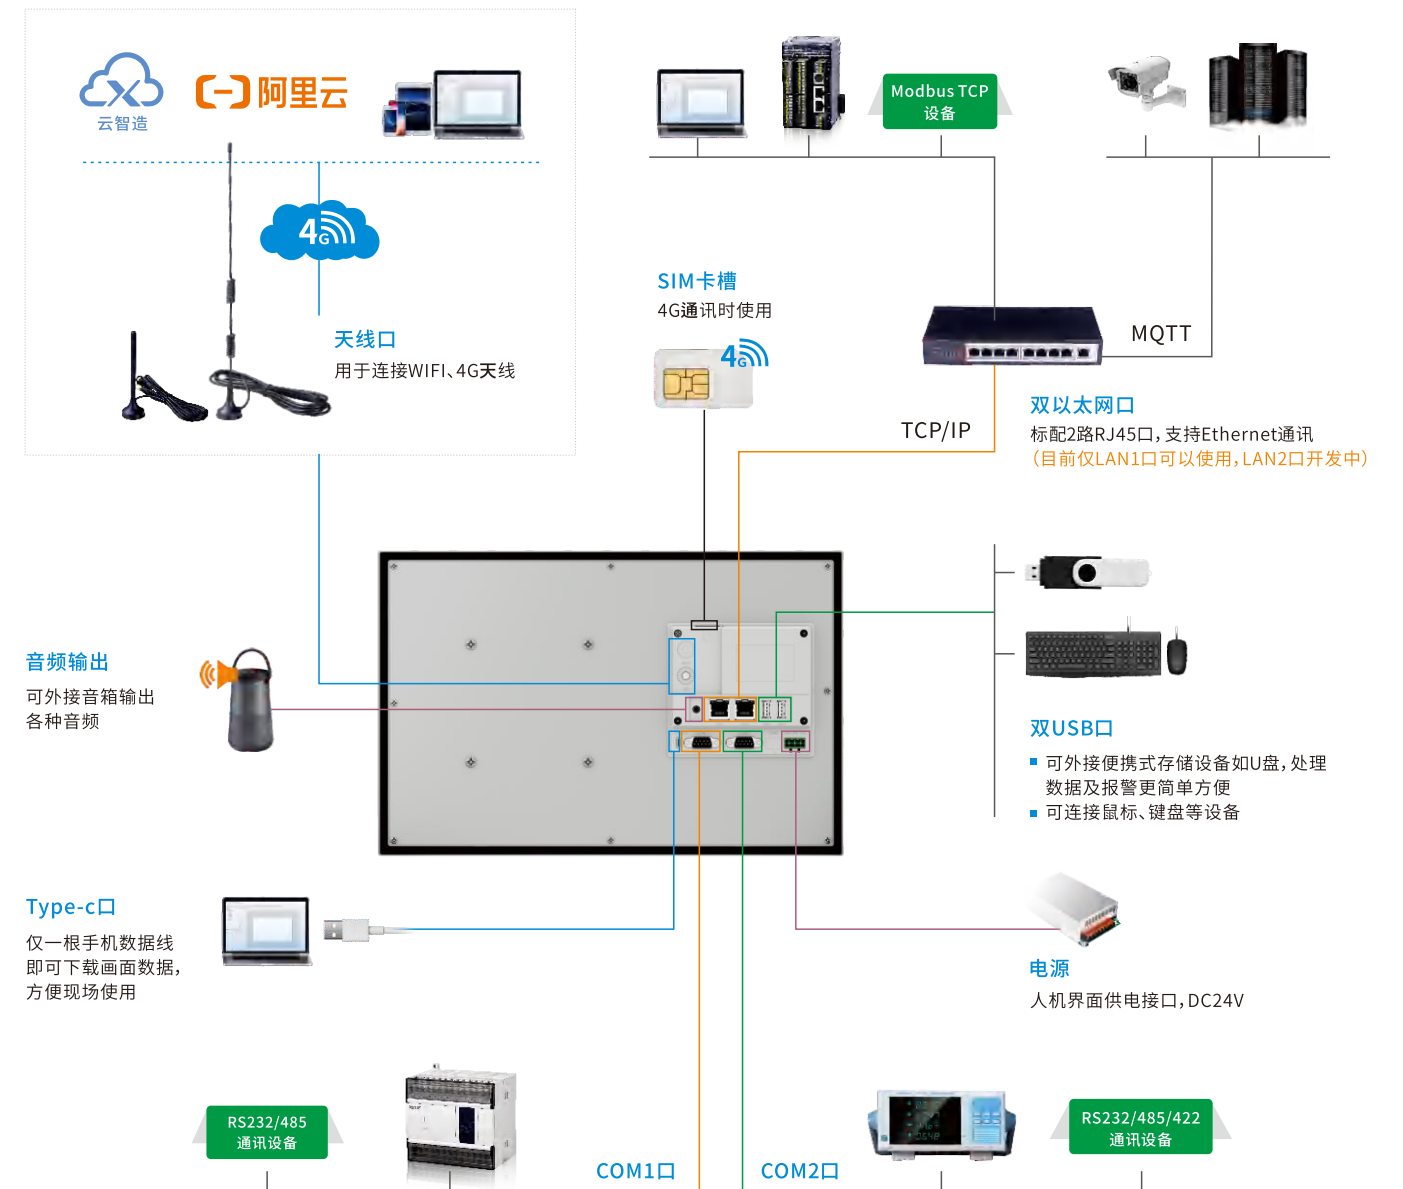 云智造
阿里云
4G
天线口
用于连接WIFI、4G天线
SIM卡槽
4G通讯时使用
4G
Modbus TCP
设备
MQTT
TCP/IP
双以太网口
标配2路RJ45口，支持Ethernet通讯
（目前仅LAN1口可以使用，LAN2口开发中）
音频输出
可外接音箱输出
各种音频
双USB口
可外接便携式存储设备如U盘，处理
数据及报警更简单方便
可连接鼠标、键盘等设备
Type-c口
仅一根手机数据线
即可下载画面数据，
方便现场使用
电源
人机界面供电接口，DC24V
RS232/485
通讯设备
COM1口
COM2口
RS232/485/422
通讯设备